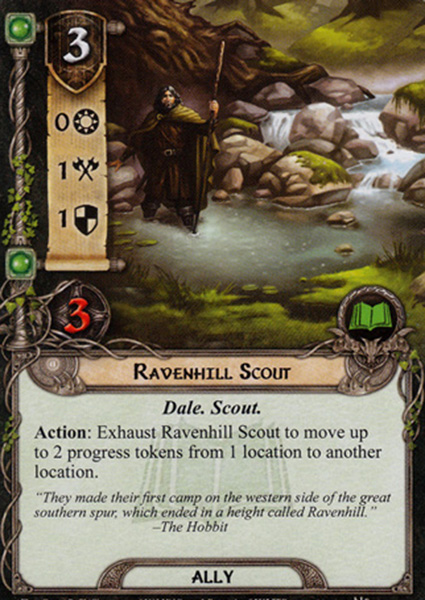 3
0
1
1
3
Ravenhill Scout
Dale. Scout.
Action: Exhaust Ravenhill Scout to move up
to 2 progress tokens from 1 location to another
location.
“They made their first camp on the western side of the great
southern spur, which ended in a height called Ravenhill.”
–The Hobbit
ALLY